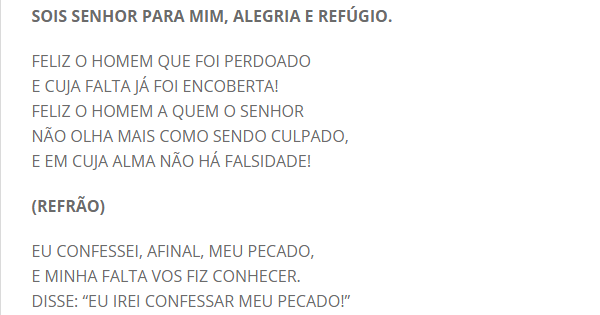 SOIS SENHOR PARA MIM, ALEGRIA E REFÚGIO.
FELIZ O HOMEM QUE FOI PERDOADO
E CUJA FALTA JÁ FOI ENCOBERTA!
FELIZ O HOMEM A QUEM O SENHOR
NÃO OLHA MAIS COMO SENDO CULPADO,
E EM CUJA ALMA NÃO HÁ FALSIDADE!
(REFRÃO)
EU CONFESSEI, AFINAL, MEU PECADO,
E MINHA FALTA VOS FIZ CONHECER.
DISSE: “EU IREI CONFESSAR MEU PECADO!”